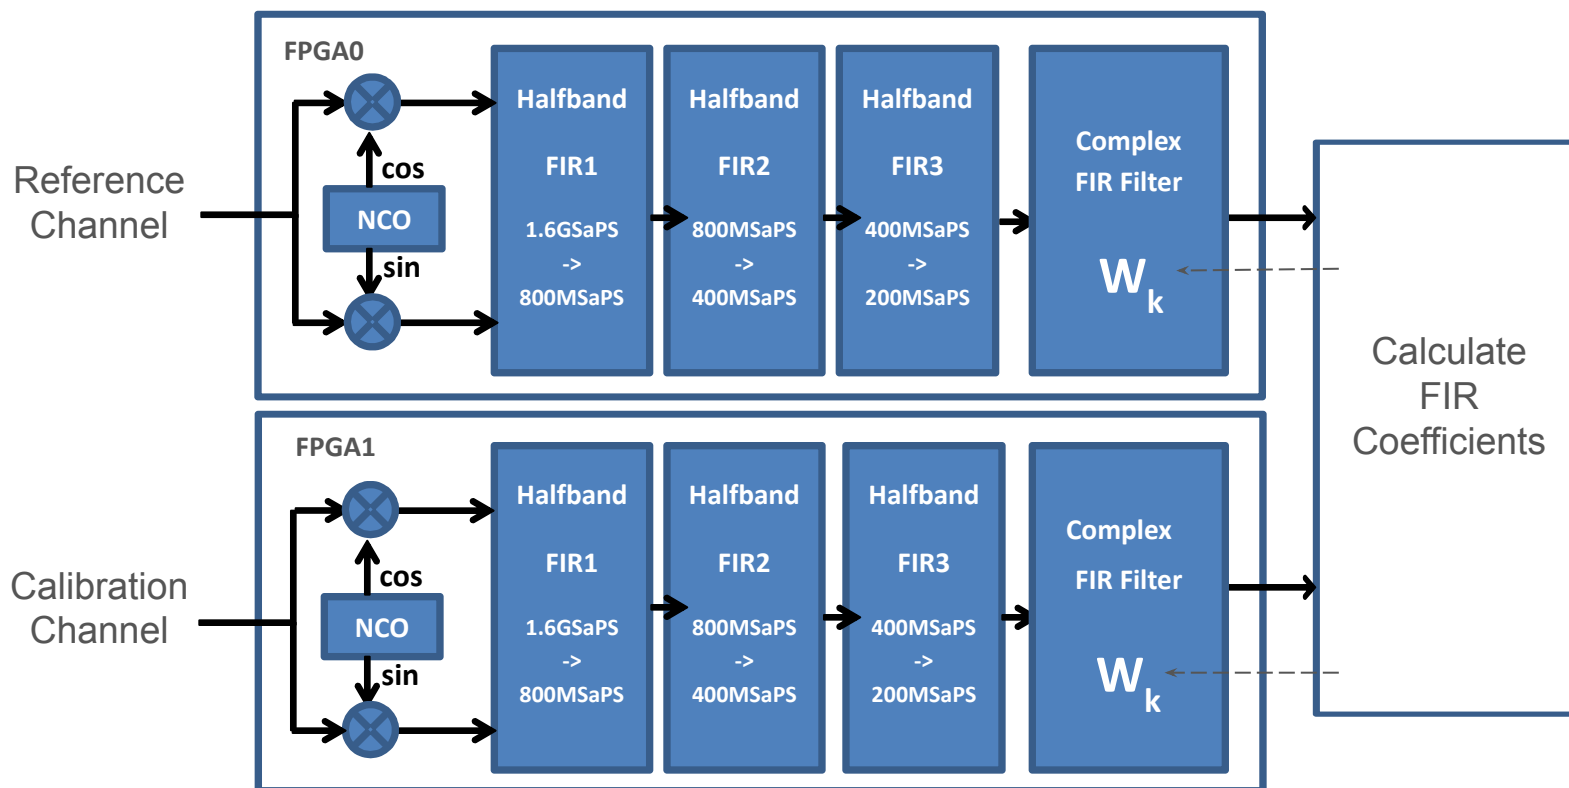 FPGA0
Reference
Channel
cos
NCO
sin
Halfband
FIR1
1.6GSaPS
->
800MSaPS
Halfband
FIR2
800MSaPS
->
400MSaPS
Halfband
FIR3
400MSaPS
->
200MSaPS
Complex
FIR Filter
Wk
Calculate
FIR
Coefficients
FPGA1
Calibration
Channel
cos
NCO
sin
Halfband
FIR1
1.6GSaPS
->
800MSaPS
Halfband
FIR2
800MSaPS
->
400MSaPS
Halfband
FIR3
400MSaPS
->
200MSaPS
Complex
FIR Filter
Wk